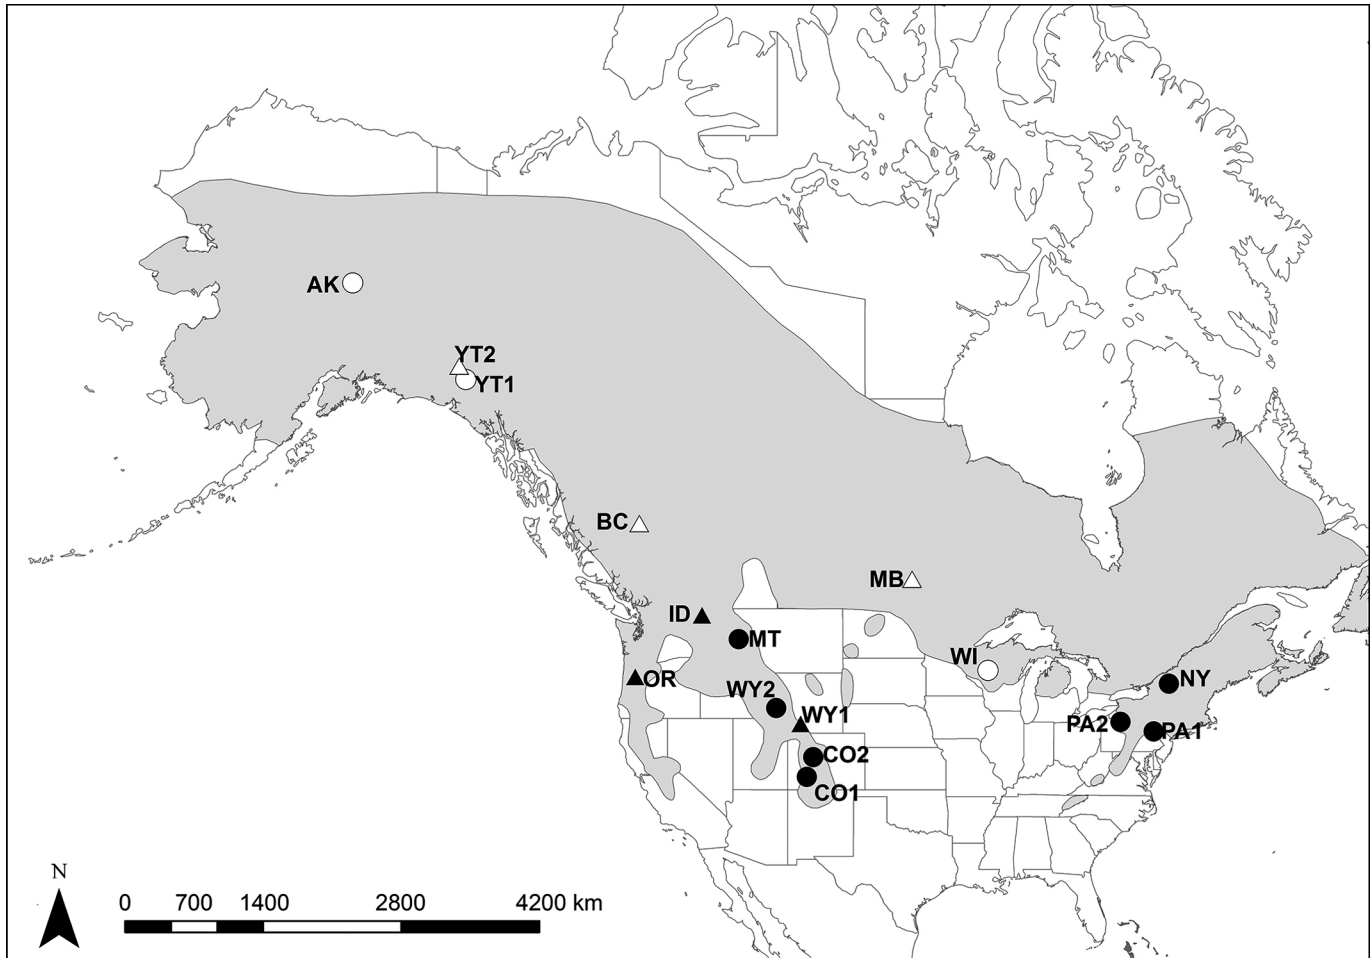 AK
YT2
YT1
BC
MB
ID
MT
WI
OR
NY
WY2
WY1
PA2
PA1
CO2
CO1
N
0 700 1400 2800 4200 km